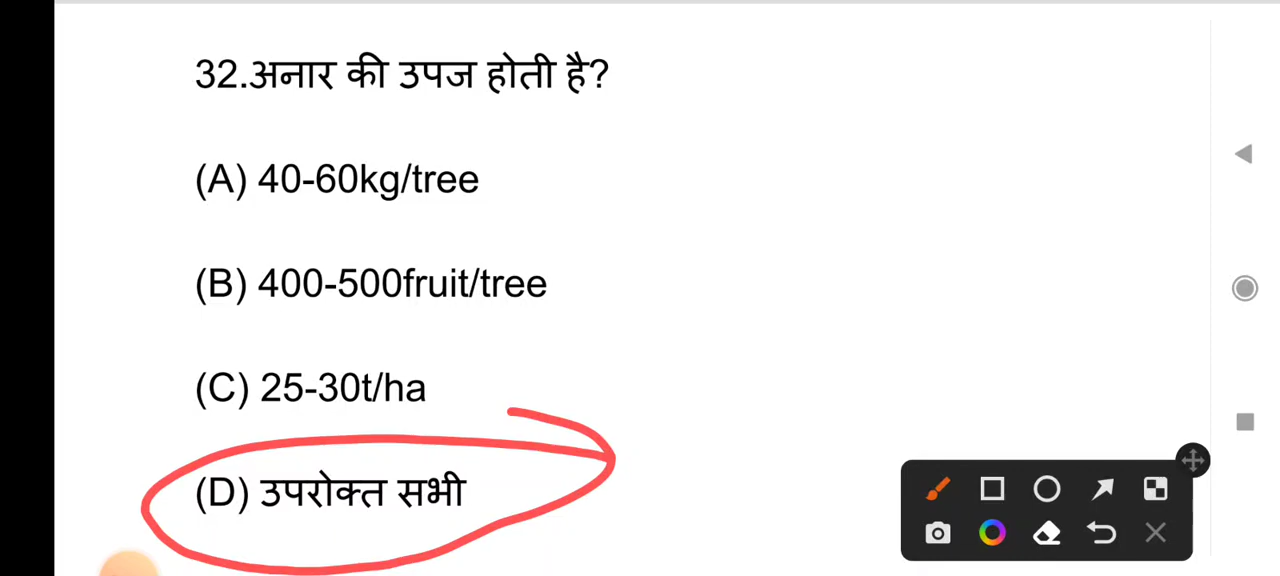 32.अनार की उपज होती है?
(A) 40-60kg/tree
(B) 400-500fruit/tree
(C) 25-30t/ha
(D) उपरोक्त सभी